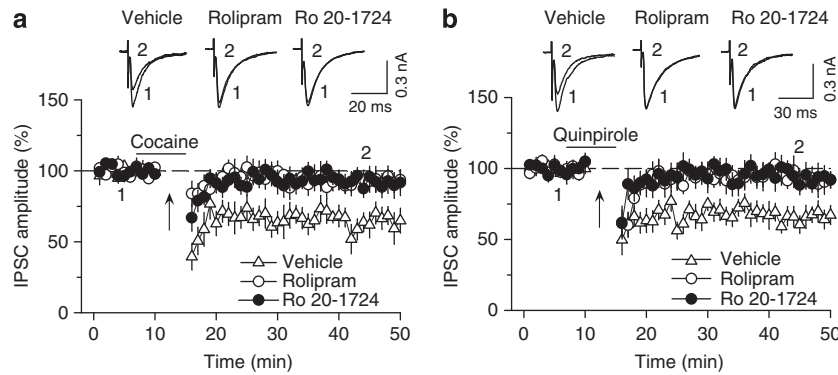 a
Vehicle Rolipram Ro 20-1724
2
2
2
1
1
1
0.3 nA
20 ms
150
100
50
0
IPSC amplitude (%)
Cocaine
1
2
Vehicle
Rolipram
Ro 20-1724
0 10 20 30 40 50
Time (min)
b
Vehicle Rolipram Ro 20-1724
2
2
2
1
1
1
0.3 nA
30 ms
150
100
50
0
IPSC amplitude (%)
Quinpirole
1
2
Vehicle
Rolipram
Ro 20-1724
0 10 20 30 40 50
Time (min)